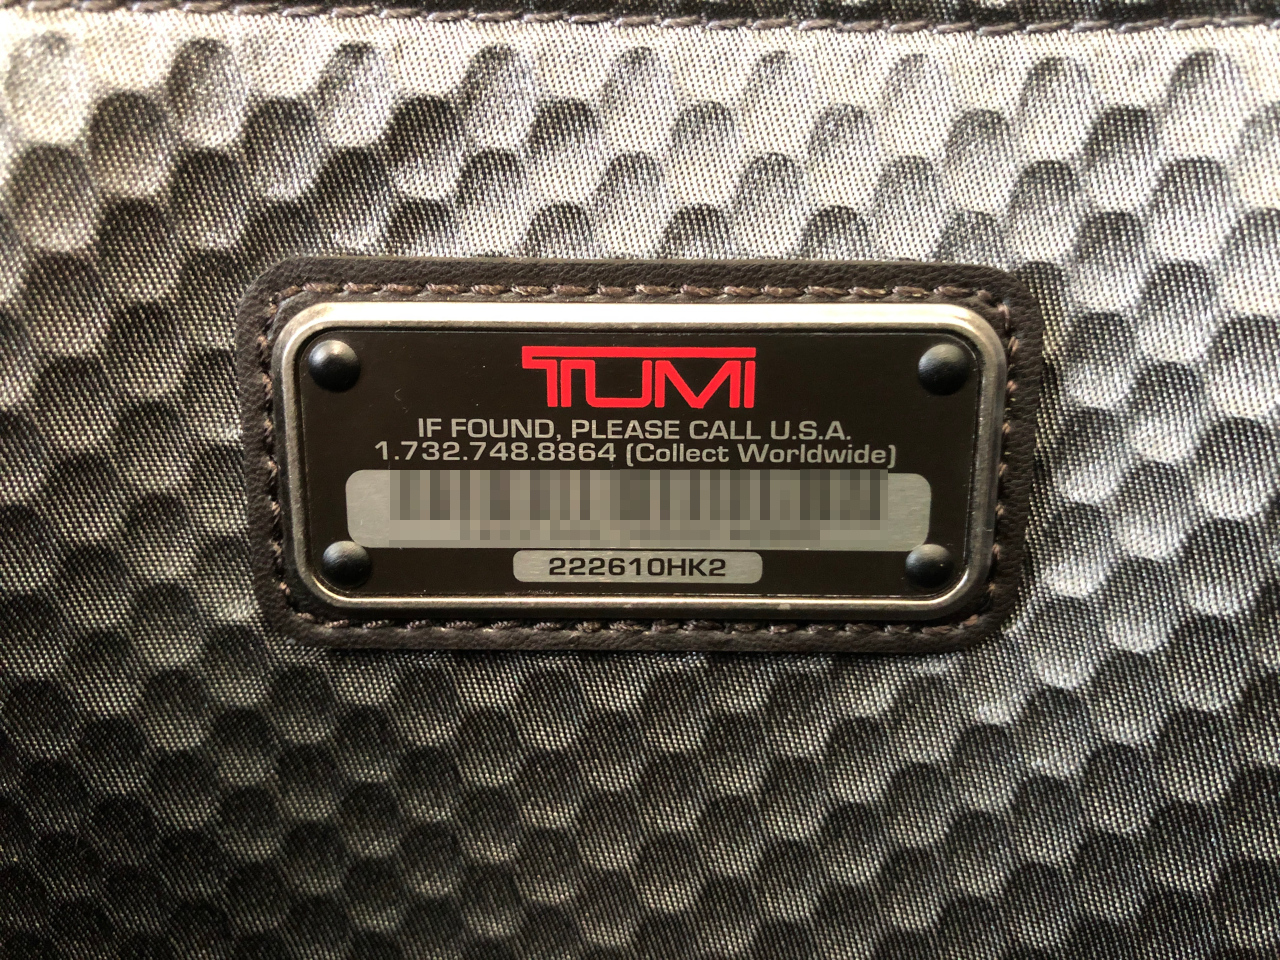 TUMI
IF FOUND, PLEASE CALL U.S.A.
1.732.748.8864 (Collect Worldwide)
222610HK2